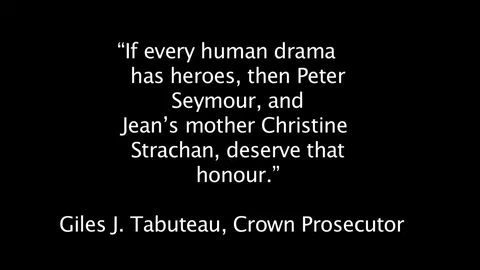 “If every human drama
has heroes, then Peter
Seymour, and
Jean’s mother Christine
Strachan, deserve that
honour.”
Giles J. Tabuteau, Crown Prosecutor